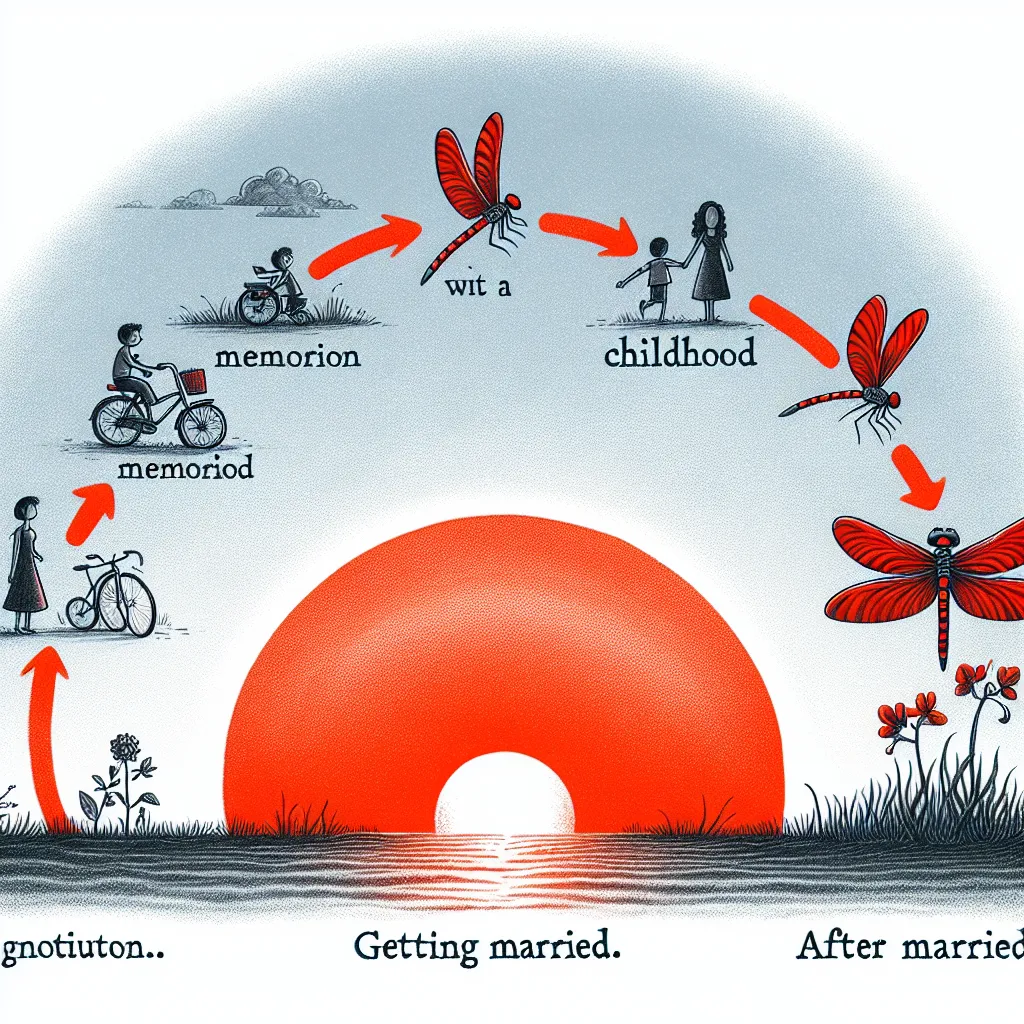 wit a
memorion
childhood
memoriod
gnotiuton..
Getting married.
After married